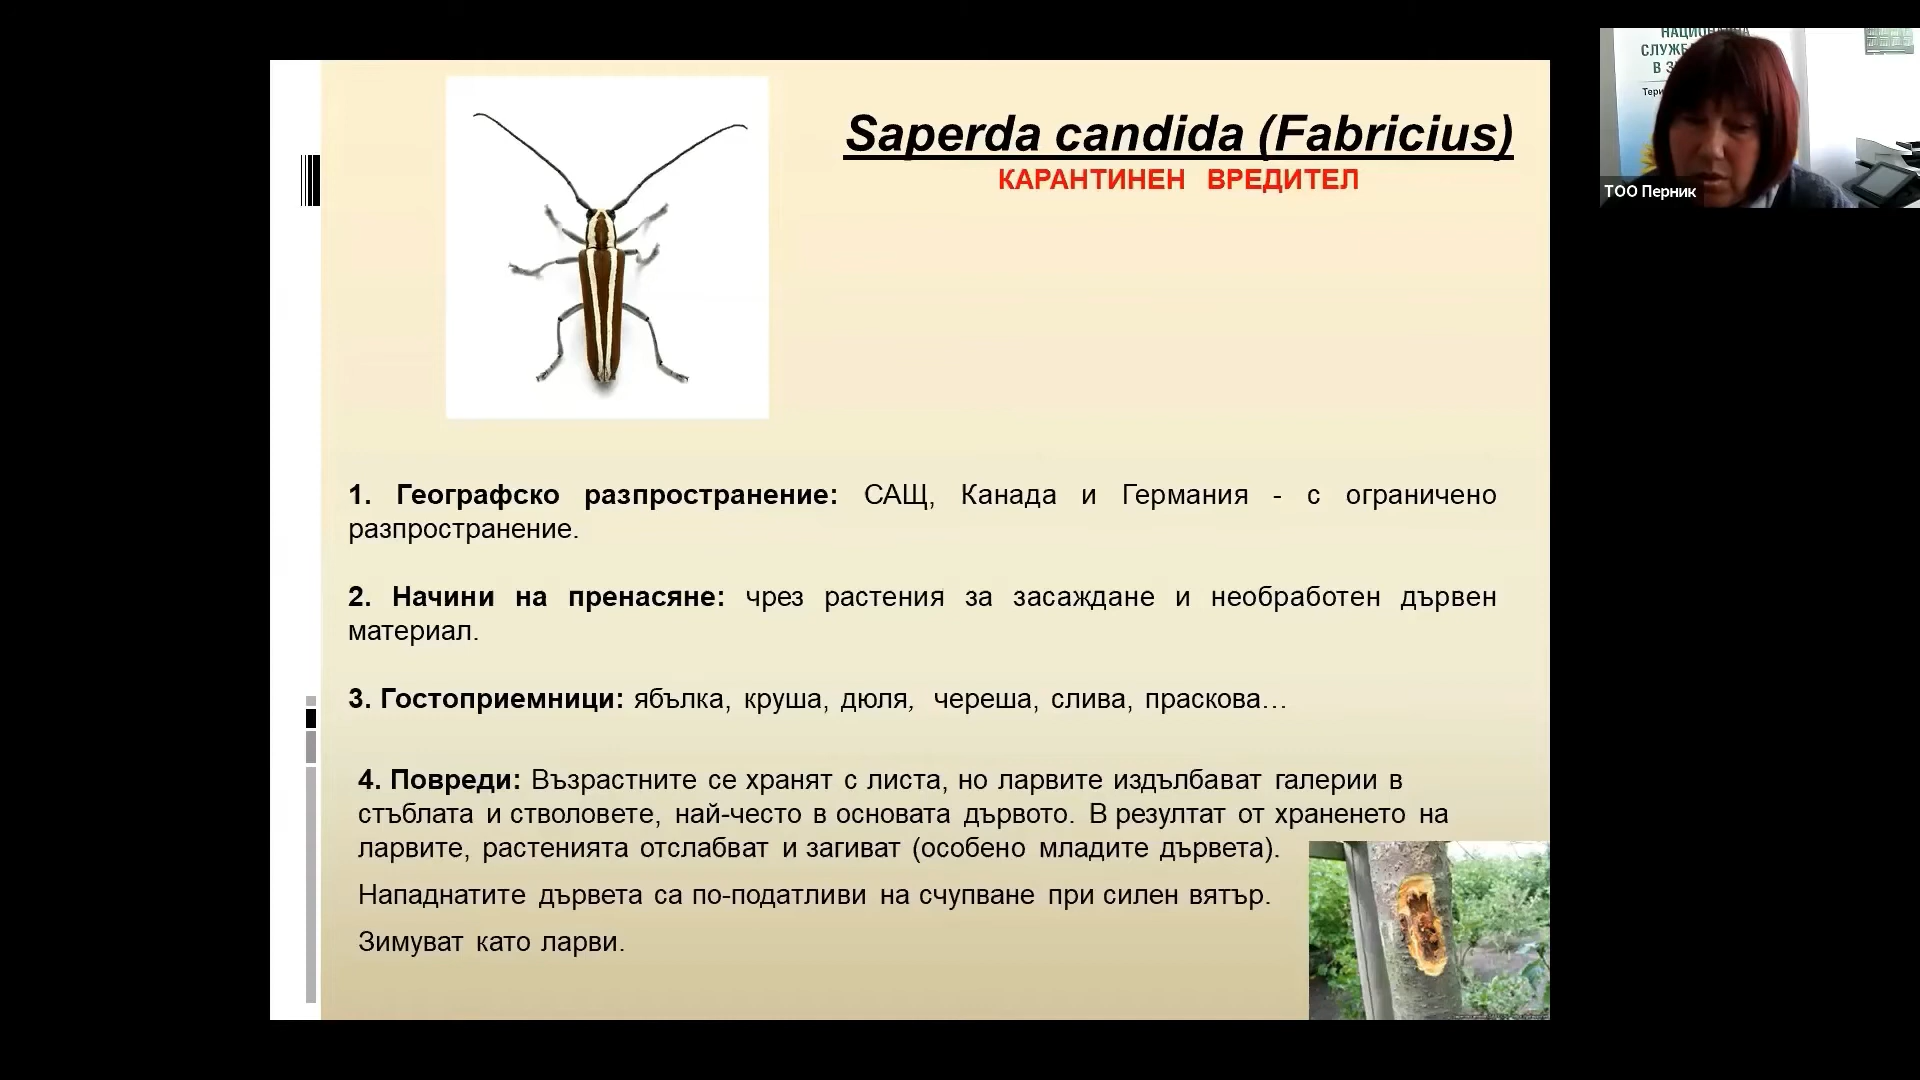 Saperda candida (Fabricius)
КАРАНТИНЕН ВРЕДИТЕЛ
1. Географско разпространение: САЩ, Канада и Германия - с ограничено
разпространение.
2. Начини на пренасяне: чрез растения за засаждане и необработен дървен
материал.
3. Гостоприемници: ябълка, круша, дюля, череша, слива, праскова…
4. Повреди: Възрастните се хранят с листа, но ларвите издълбават галерии в
стъблата и стволовете, най-често в основата дървото. В резултат от храненето на
ларвите, растенията отслабват и загиват (особено младите дървета).
Нападнатите дървета са по-податливи на счупване при силен вятър.
Зимуват като ларви.
ТОО Перник